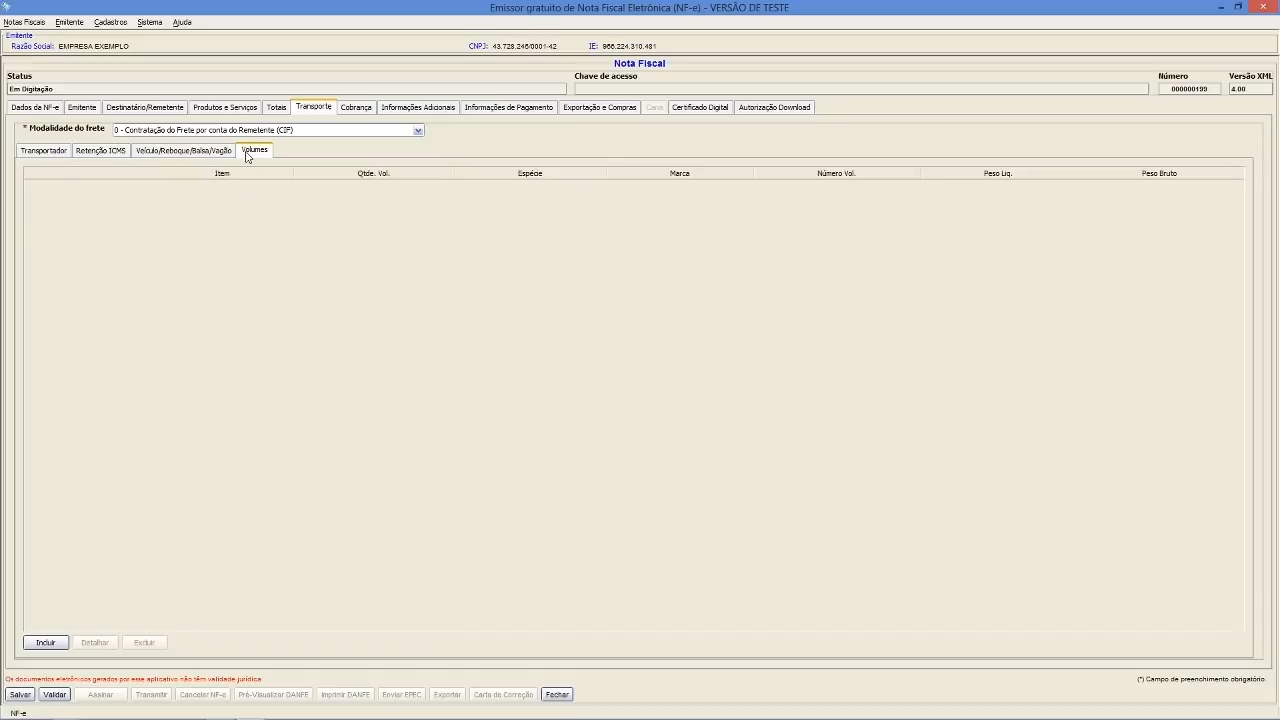 Emissor gratuito de Nota Fiscal Eletrônica (NF-e) - VERSÃO DE TESTE
Notas Fiscais Emitente Cadastros Sistema Ajuda
Emitente
Razão Social: EMPRESA EXEMPLO CNPJ: 43.728.245/0001-42 IE: 966.224.310.481
Nota Fiscal
Status Chave de acesso Número Versão XML
Em Digitação 000000199 4.00
Dados da NF-e Emitente Destinatário/Remetente Produtos e Serviços Totais Transporte Cobrança Informações Adicionais Informações de Pagamento Exportação e Compras Cana Certificado Digital Autorização Download
* Modalidade do frete 0 - Contratação do Frete por conta do Remetente (CIF)
Transportador Retenção ICMS Veículo/Reboque/Balsa/Vagão Volumes
Item Qtde. Vol. Espécie Marca Número Vol. Peso Liq. Peso Bruto
Incluir Detalhar Excluir
Os documentos eletrônicos gerados por esse aplicativo não têm validade jurídica. (*) Campo de preenchimento obrigatório.
Salvar Validar Assinar Transmitir Cancelar NF-e Pré-Visualizar DANFE Imprimir DANFE Enviar EPEC Exportar Carta de Correção Fechar
NF-e